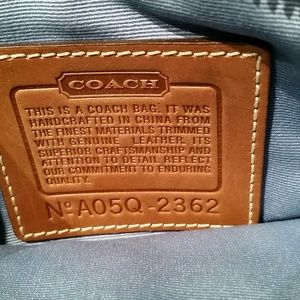 COACH
THIS IS A COACH BAG. IT WAS
HANDCRAFTED IN CHINA FROM
THE FINEST MATERIALS TRIMMED
WITH GENUINE LEATHER. ITS
SUPERIOR CRAFTSMANSHIP AND
ATTENTION TO DETAIL REFLECT
OUR COMMITMENT TO ENDURING
QUALITY.
Nº A05Q-2362